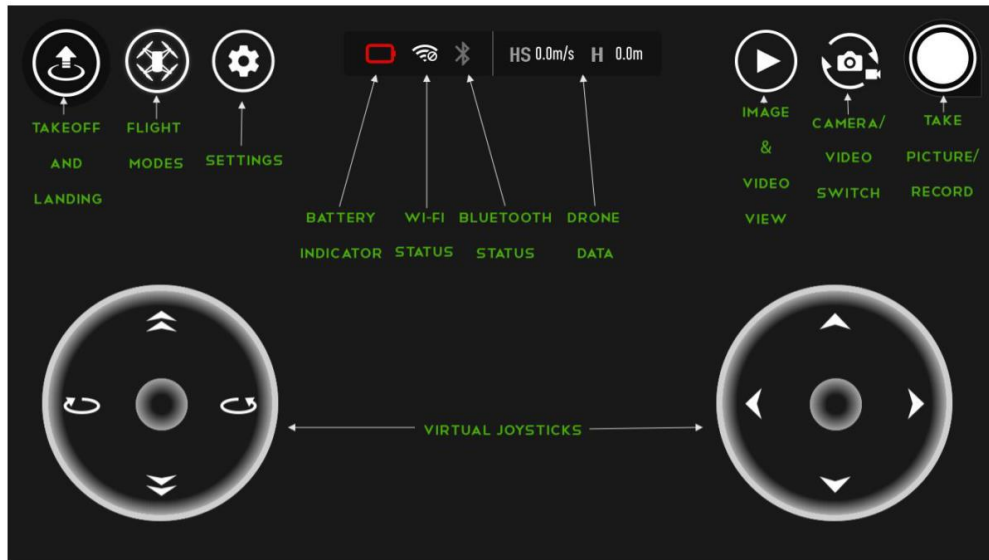 HS 0.0m/s H 0.0m
TAKEOFF
AND
LANDING
FLIGHT
MODES
SETTINGS
BATTERY
INDICATOR
WI-FI
STATUS
BLUETOOTH
STATUS
DRONE
DATA
IMAGE
&
VIDEO
VIEW
CAMERA/
VIDEO
SWITCH
TAKE
PICTURE/
RECORD
VIRTUAL JOYSTICKS